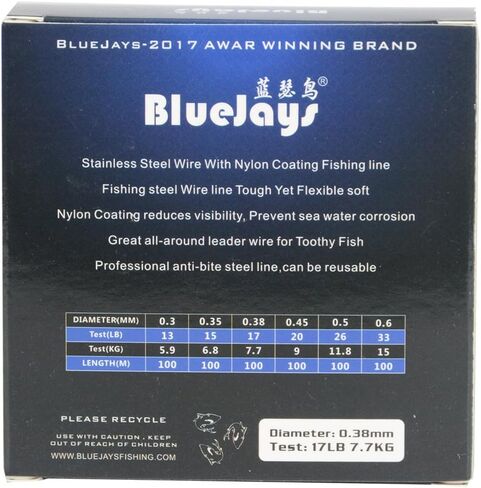 BLUEJAYS-2017 AWAR WINNING BRAND
蓝瑟鸟®
BlueJays
Stainless Steel Wire With Nylon Coating Fishing line
Fishing steel Wire line Tough Yet Flexible soft
Nylon Coating reduces visibility, Prevent sea water corrosion
Great all-around leader wire for Toothy Fish
Professional anti-bite steel line,can be reusable
DIAMETER(MM) 0.3 0.35 0.38 0.45 0.5 0.6
Test(LB) 13 15 17 20 26 33
Test(KG) 5.9 6.8 7.7 9 11.8 15
LENGTH(M) 100 100 100 100 100 100
PLEASE RECYCLE
USE WITH CAUTION . KEEP
OUT OF REACH OF CHILDREN.
WWW.BLUEJAYSFISHING.COM
Diameter: 0.38mm
Test: 17LB 7.7KG